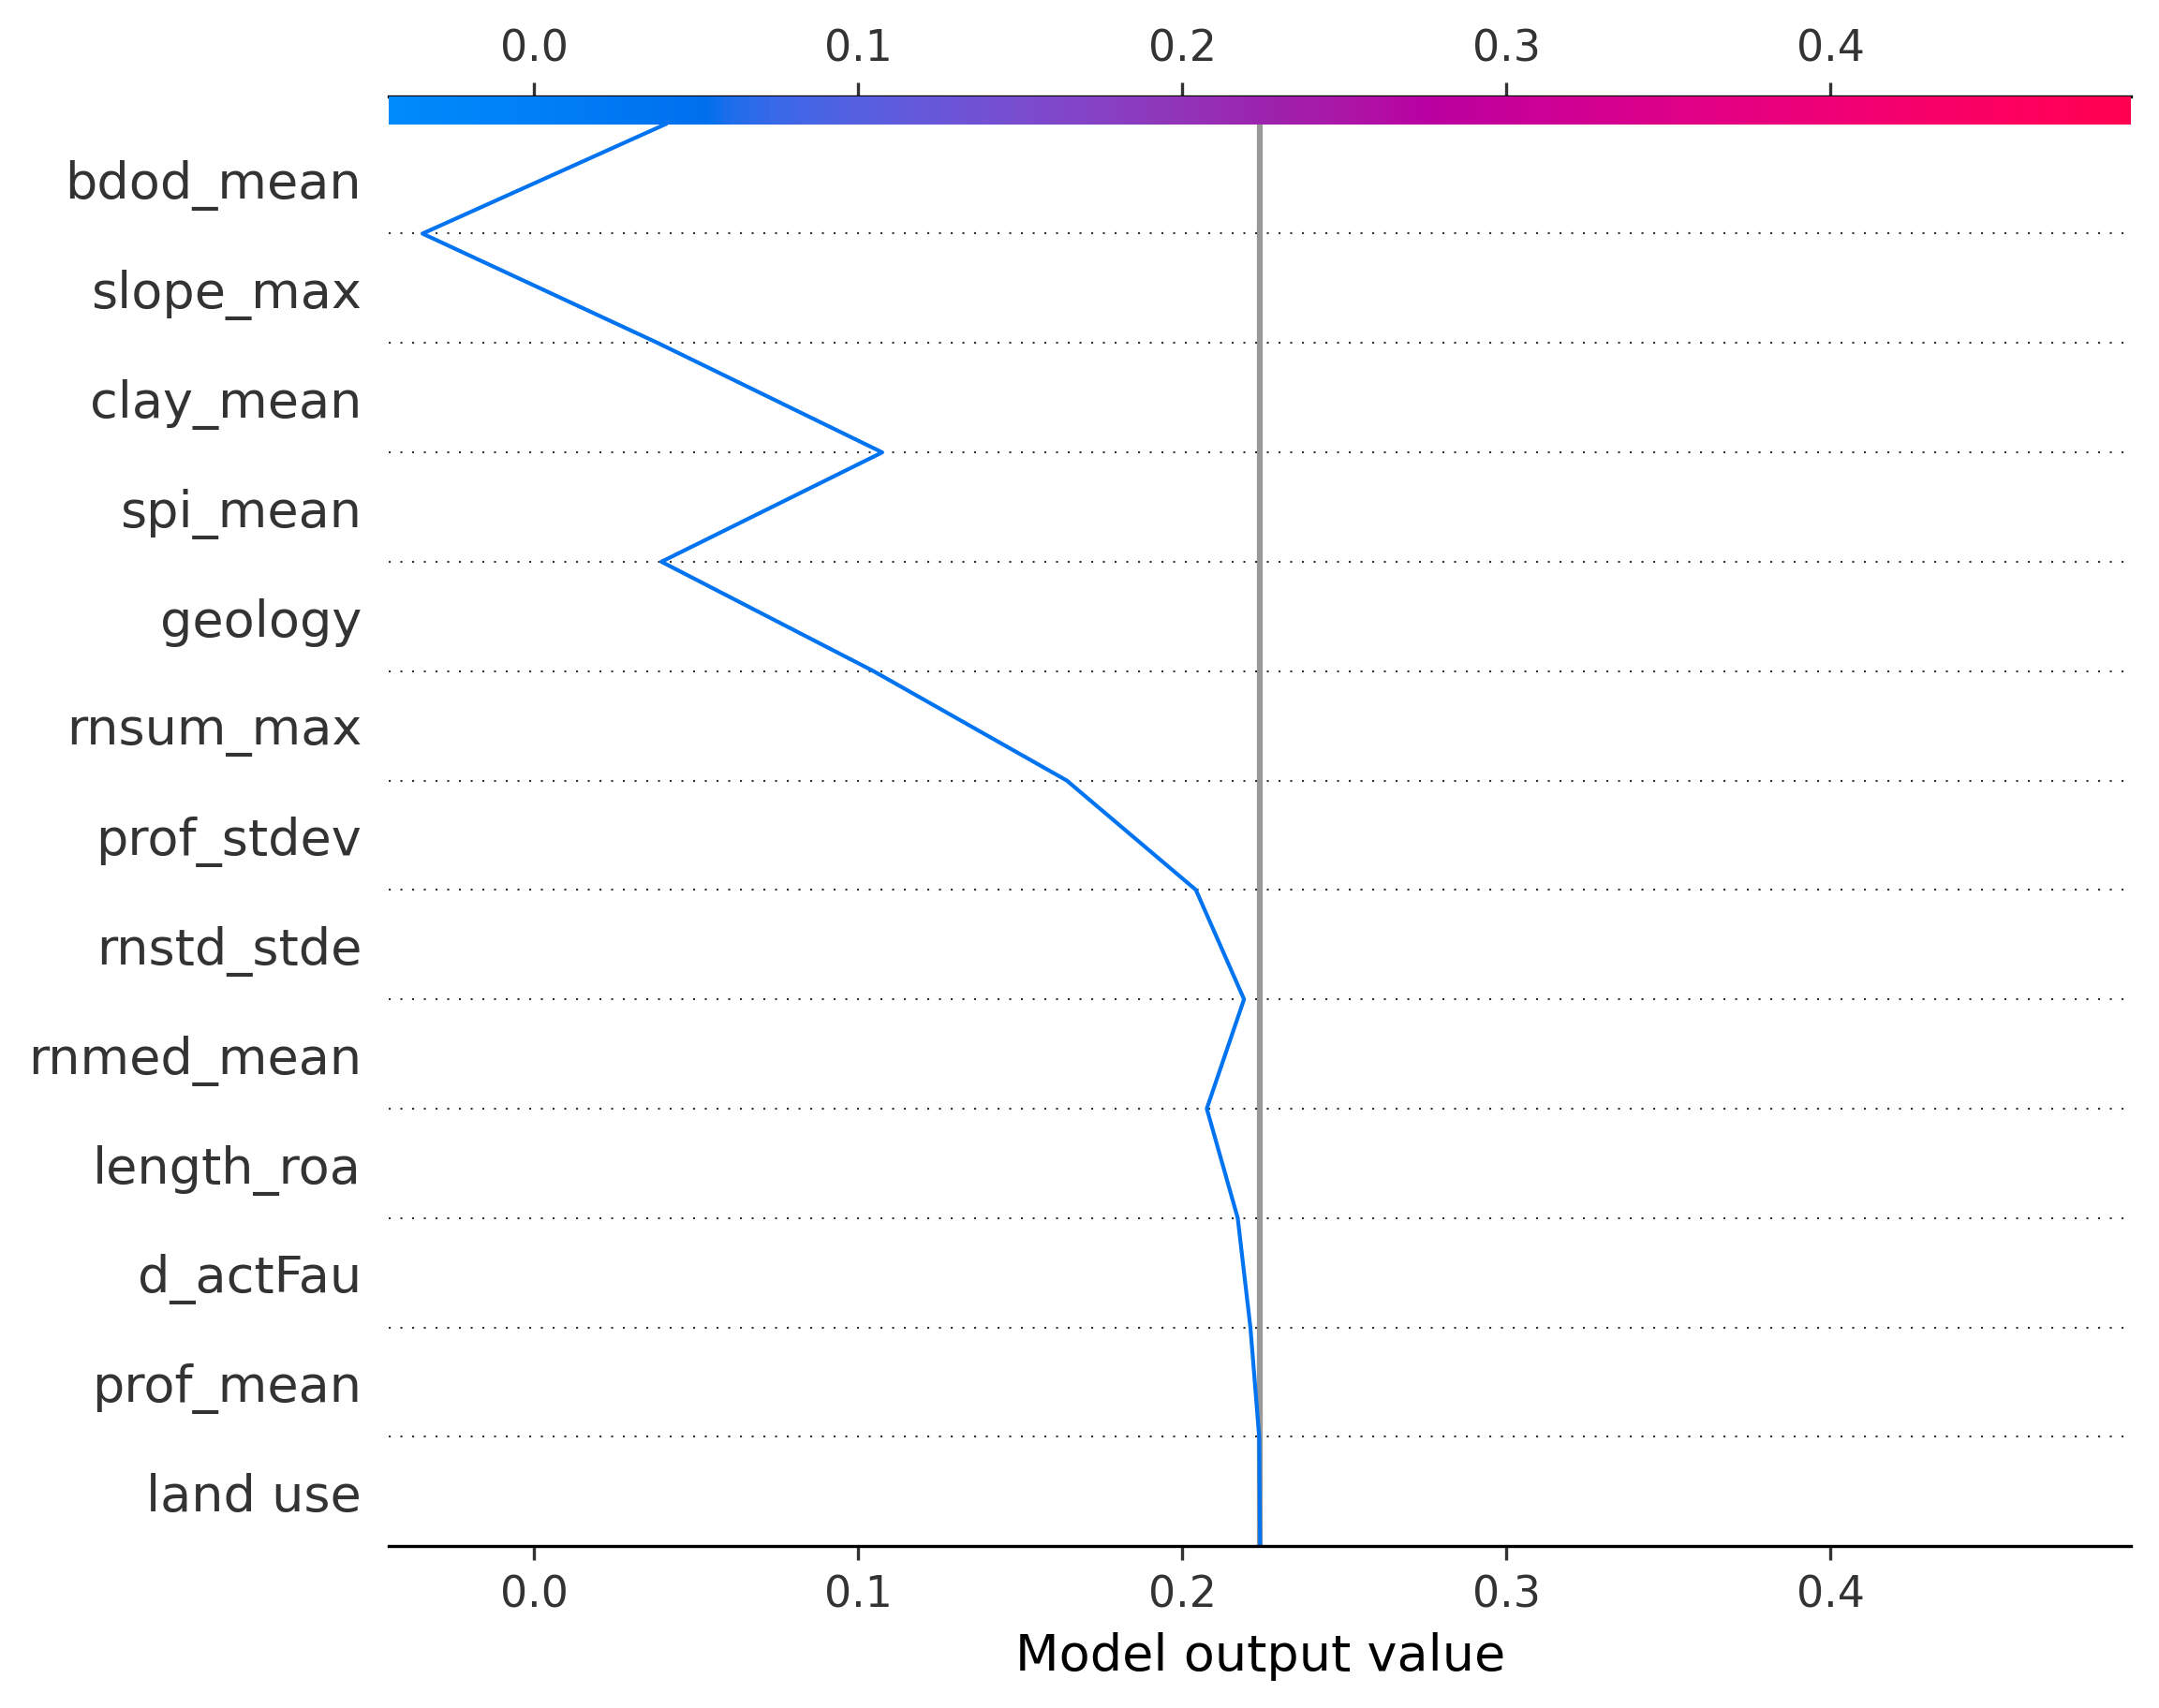 0.0 0.1 0.2 0.3 0.4
bdod_mean
slope_max
clay_mean
spi_mean
geology
rnsum_max
prof_stdev
rnstd_stde
rnmed_mean
length_roa
d_actFau
prof_mean
land use
0.0 0.1 0.2 0.3 0.4
Model output value